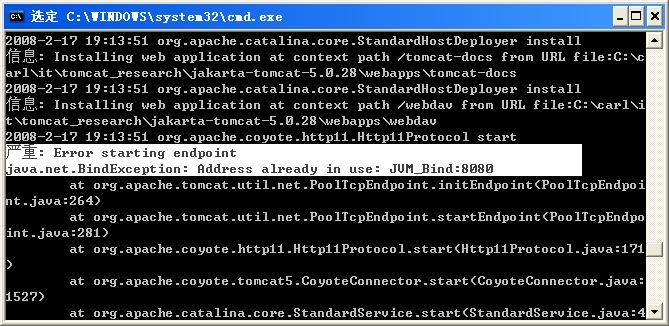 选定 C:\WINDOWS\system32\cmd.exe
2008-2-17 19:13:51 org.apache.catalina.core.StandardHostDeployer install
信息: Installing web application at context path /tomcat-docs from URL file:C:\c
arl\it\tomcat_research\jakarta-tomcat-5.0.28\webapps\tomcat-docs
2008-2-17 19:13:51 org.apache.catalina.core.StandardHostDeployer install
信息: Installing web application at context path /webdav from URL file:C:\carl\i
t\tomcat_research\jakarta-tomcat-5.0.28\webapps\webdav
2008-2-17 19:13:51 org.apache.coyote.http11.Http11Protocol start
严重: Error starting endpoint
java.net.BindException: Address already in use: JVM_Bind:8080
at org.apache.tomcat.util.net.PoolTcpEndpoint.initEndpoint(PoolTcpEndpoi
nt.java:264)
at org.apache.tomcat.util.net.PoolTcpEndpoint.startEndpoint(PoolTcpEndpo
int.java:281)
at org.apache.coyote.http11.Http11Protocol.start(Http11Protocol.java:171
)
at org.apache.coyote.tomcat5.CoyoteConnector.start(CoyoteConnector.java:
1527)
at org.apache.catalina.core.StandardService.start(StandardService.java:4